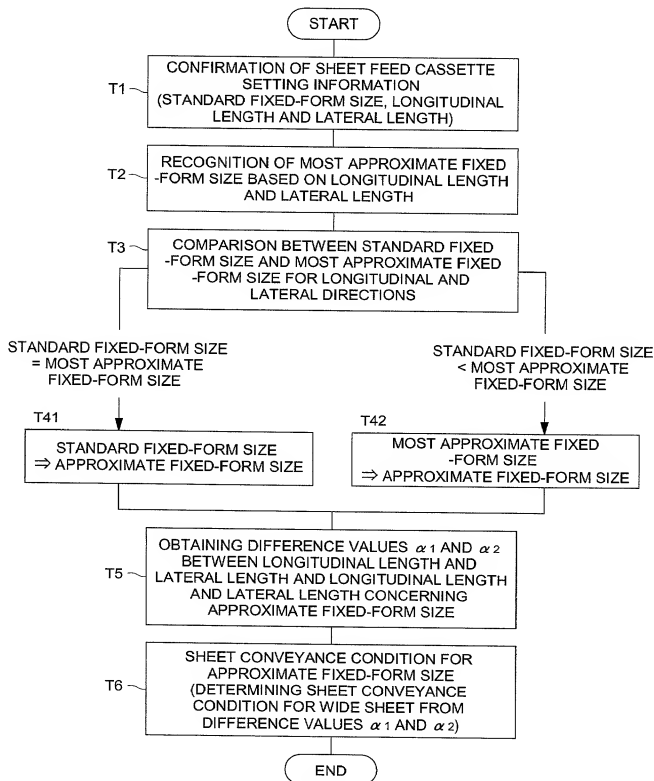 START
T1
CONFIRMATION OF SHEET FEED CASSETTE
SETTING INFORMATION
(STANDARD FIXED-FORM SIZE, LONGITUDINAL
LENGTH AND LATERAL LENGTH)
T2
RECOGNITION OF MOST APPROXIMATE FIXED
-FORM SIZE BASED ON LONGITUDINAL LENGTH
AND LATERAL LENGTH
T3
COMPARISON BETWEEN STANDARD FIXED
-FORM SIZE AND MOST APPROXIMATE FIXED
-FORM SIZE FOR LONGITUDINAL AND
LATERAL DIRECTIONS
STANDARD FIXED-FORM SIZE
= MOST APPROXIMATE
FIXED-FORM SIZE
STANDARD FIXED-FORM SIZE
< MOST APPROXIMATE
FIXED-FORM SIZE
T41
STANDARD FIXED-FORM SIZE
⇒ APPROXIMATE FIXED-FORM SIZE
T42
MOST APPROXIMATE FIXED
-FORM SIZE
⇒ APPROXIMATE FIXED-FORM SIZE
T5
OBTAINING DIFFERENCE VALUES α1 AND α2
BETWEEN LONGITUDINAL LENGTH AND
LATERAL LENGTH AND LONGITUDINAL LENGTH
AND LATERAL LENGTH CONCERNING
APPROXIMATE FIXED-FORM SIZE
T6
SHEET CONVEYANCE CONDITION FOR
APPROXIMATE FIXED-FORM SIZE
(DETERMINING SHEET CONVEYANCE
CONDITION FOR WIDE SHEET FROM
DIFFERENCE VALUES α1 AND α2)
END